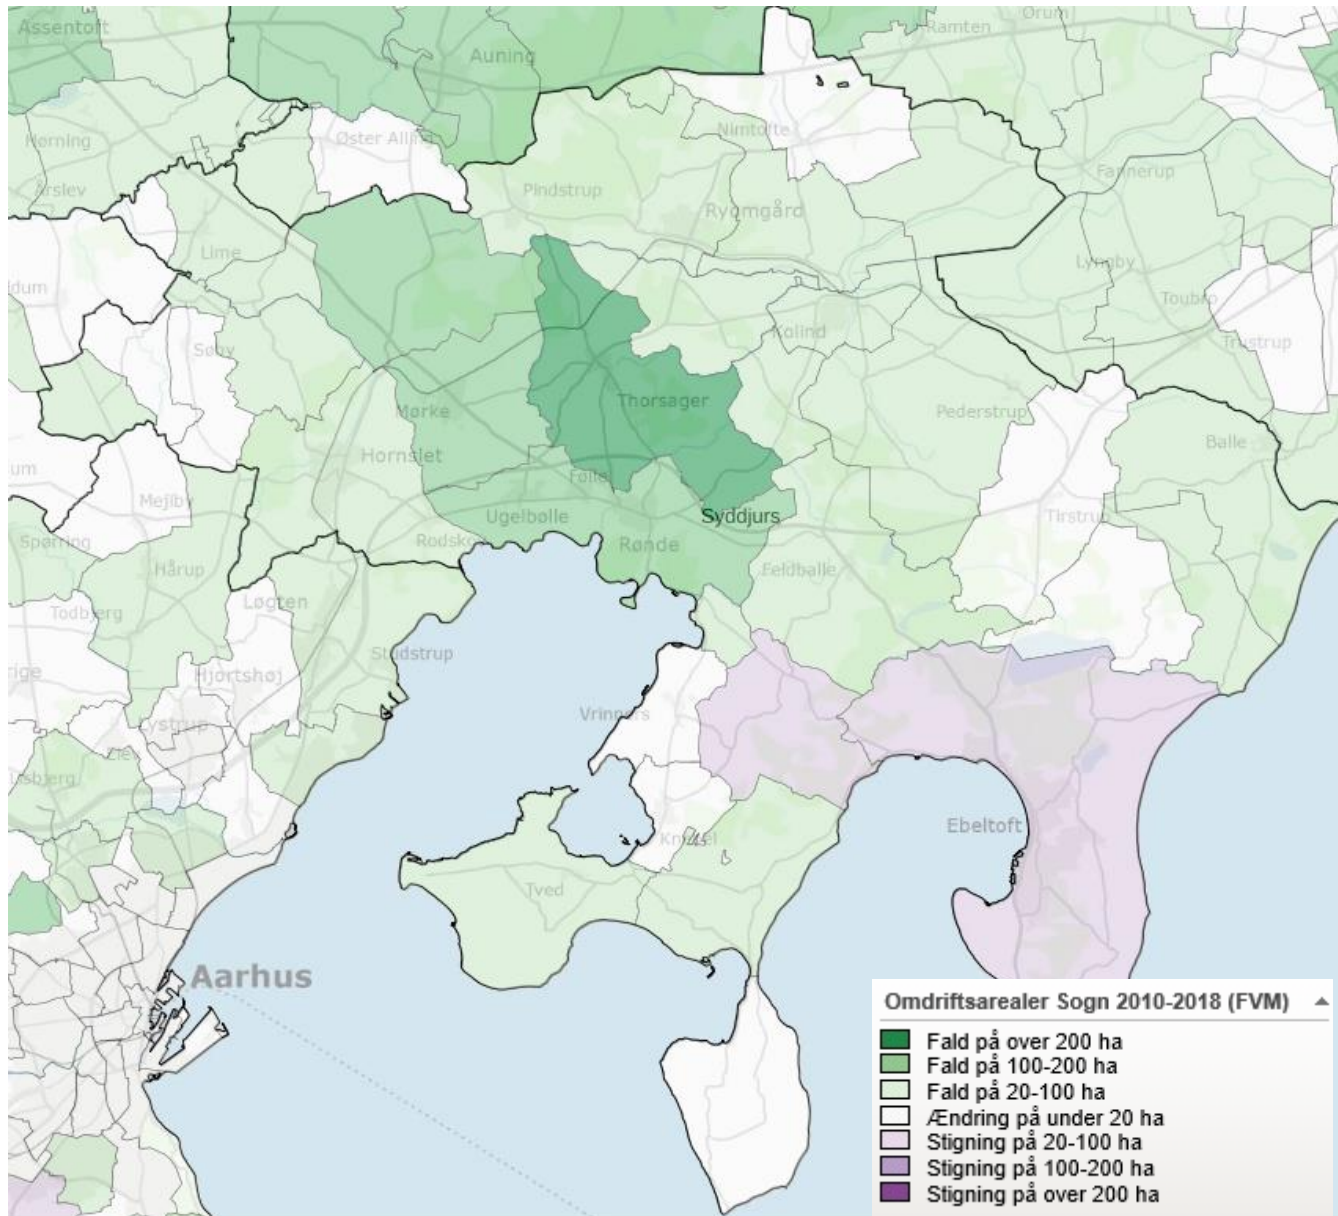 Assentoft
Auning
Ramten
Ørum
Hørning
Øster Alling
Nimtofte
Fannerup
Årslev
Pindstrup
Ryomgård
Lime
Lyngby
Toubro
Kolind
Trustrup
Søby
Mørke
Thorsager
Pederstrup
Balle
Hornslet
Følle
Mejlby
Ugelbølle
Syddjurs
Tirstrup
Spørring
Rodskov
Rønde
Hårup
Feldballe
Todbjerg
Løgten
Studstrup
Hjortshøj
Vrinners
Lystrup
Ebeltoft
Knebel
Tved
Aarhus
Omdriftsarealer Sogn 2010-2018 (FVM)
Fald på over 200 ha
Fald på 100-200 ha
Fald på 20-100 ha
Ændring på under 20 ha
Stigning på 20-100 ha
Stigning på 100-200 ha
Stigning på over 200 ha